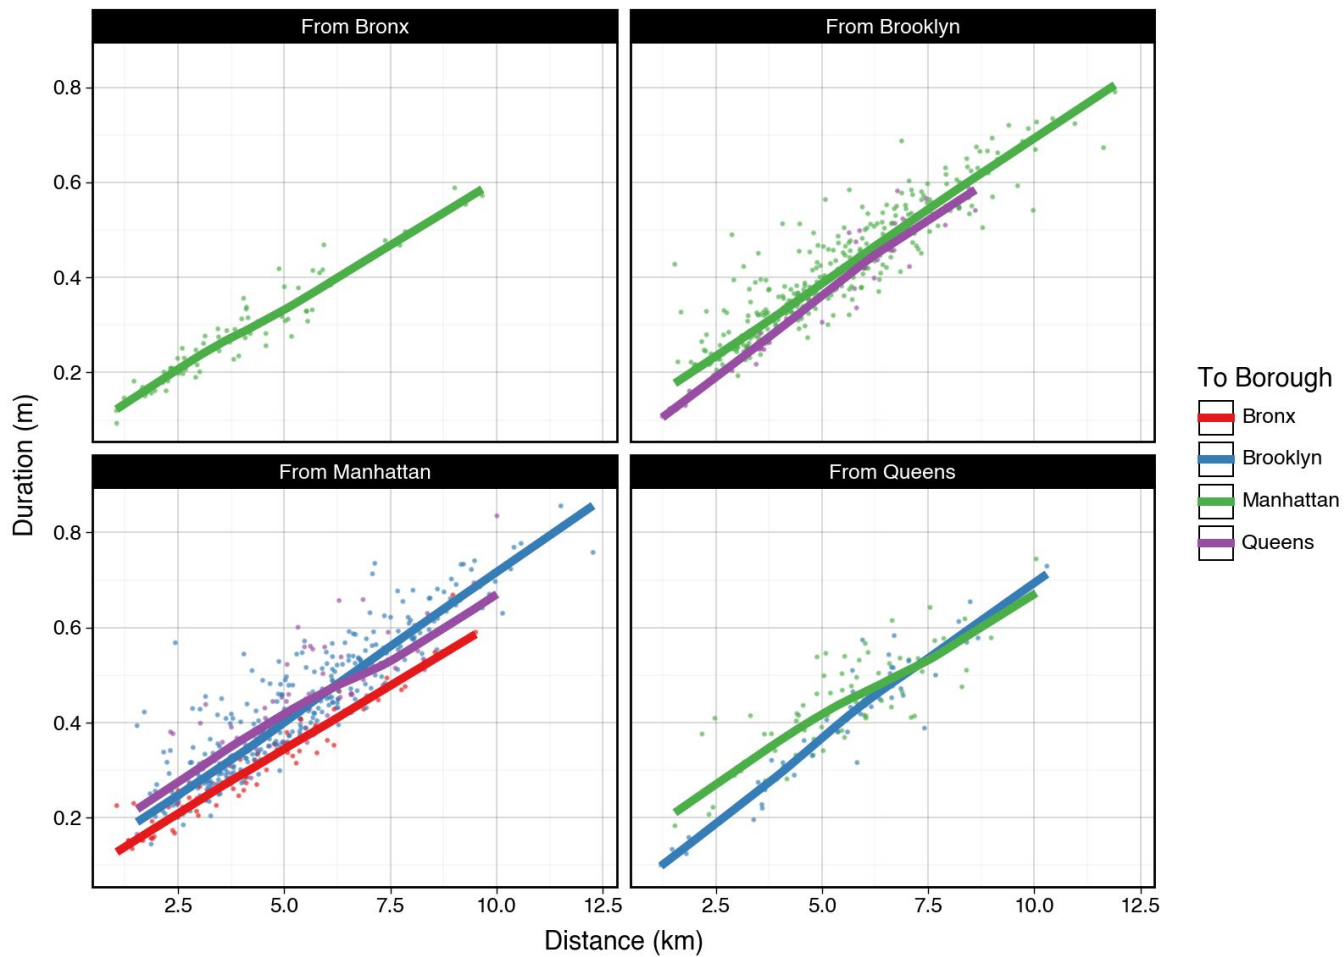 From Bronx
From Brooklyn
0.8
0.6
0.4
0.2
From Manhattan
From Queens
0.8
0.6
0.4
0.2
2.5
5.0
7.5
10.0
12.5
2.5
5.0
7.5
10.0
12.5
Distance (km)
Duration (m)
To Borough
Bronx
Brooklyn
Manhattan
Queens